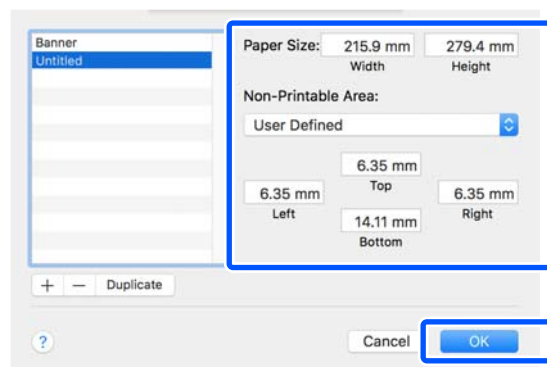 Banner
Untitled
Paper Size: 215.9 mm 279.4 mm
Width Height
Non-Printable Area:
User Defined
6.35 mm
Top
6.35 mm 6.35 mm
Left Right
14.11 mm
Bottom
+ − Duplicate
? Cancel OK